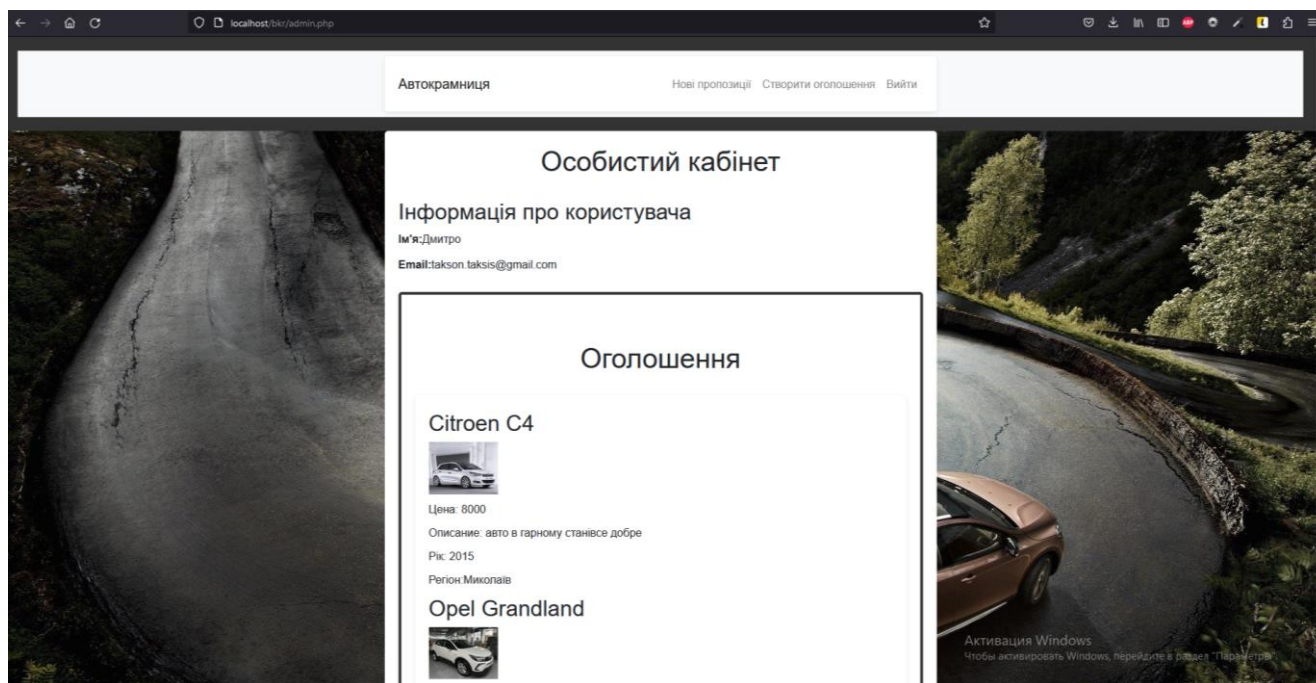 localhost/bkr/admin.php
Автокрамниця Нові пропозиції Створити оголошення Вийти
Особистий кабінет
Інформація про користувача
Ім'я:Дмитро
Email:takson.taksis@gmail.com
Оголошення
Citroen C4
Цена: 8000
Описание: авто в гарному станівсе добре
Рік: 2015
Регіон:Миколаїв
Opel Grandland
Активация Windows
Чтобы активировать Windows, перейдите в раздел "Параметры".